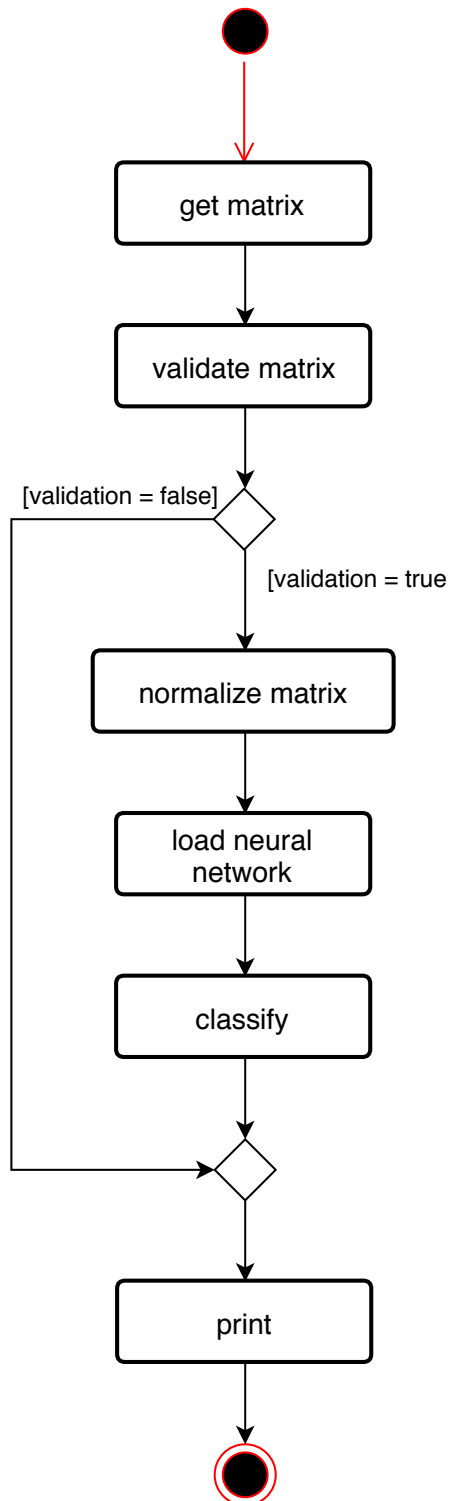 get matrix
validate matrix
[validation = false]
[validation = true
normalize matrix
load neural
network
classify
print